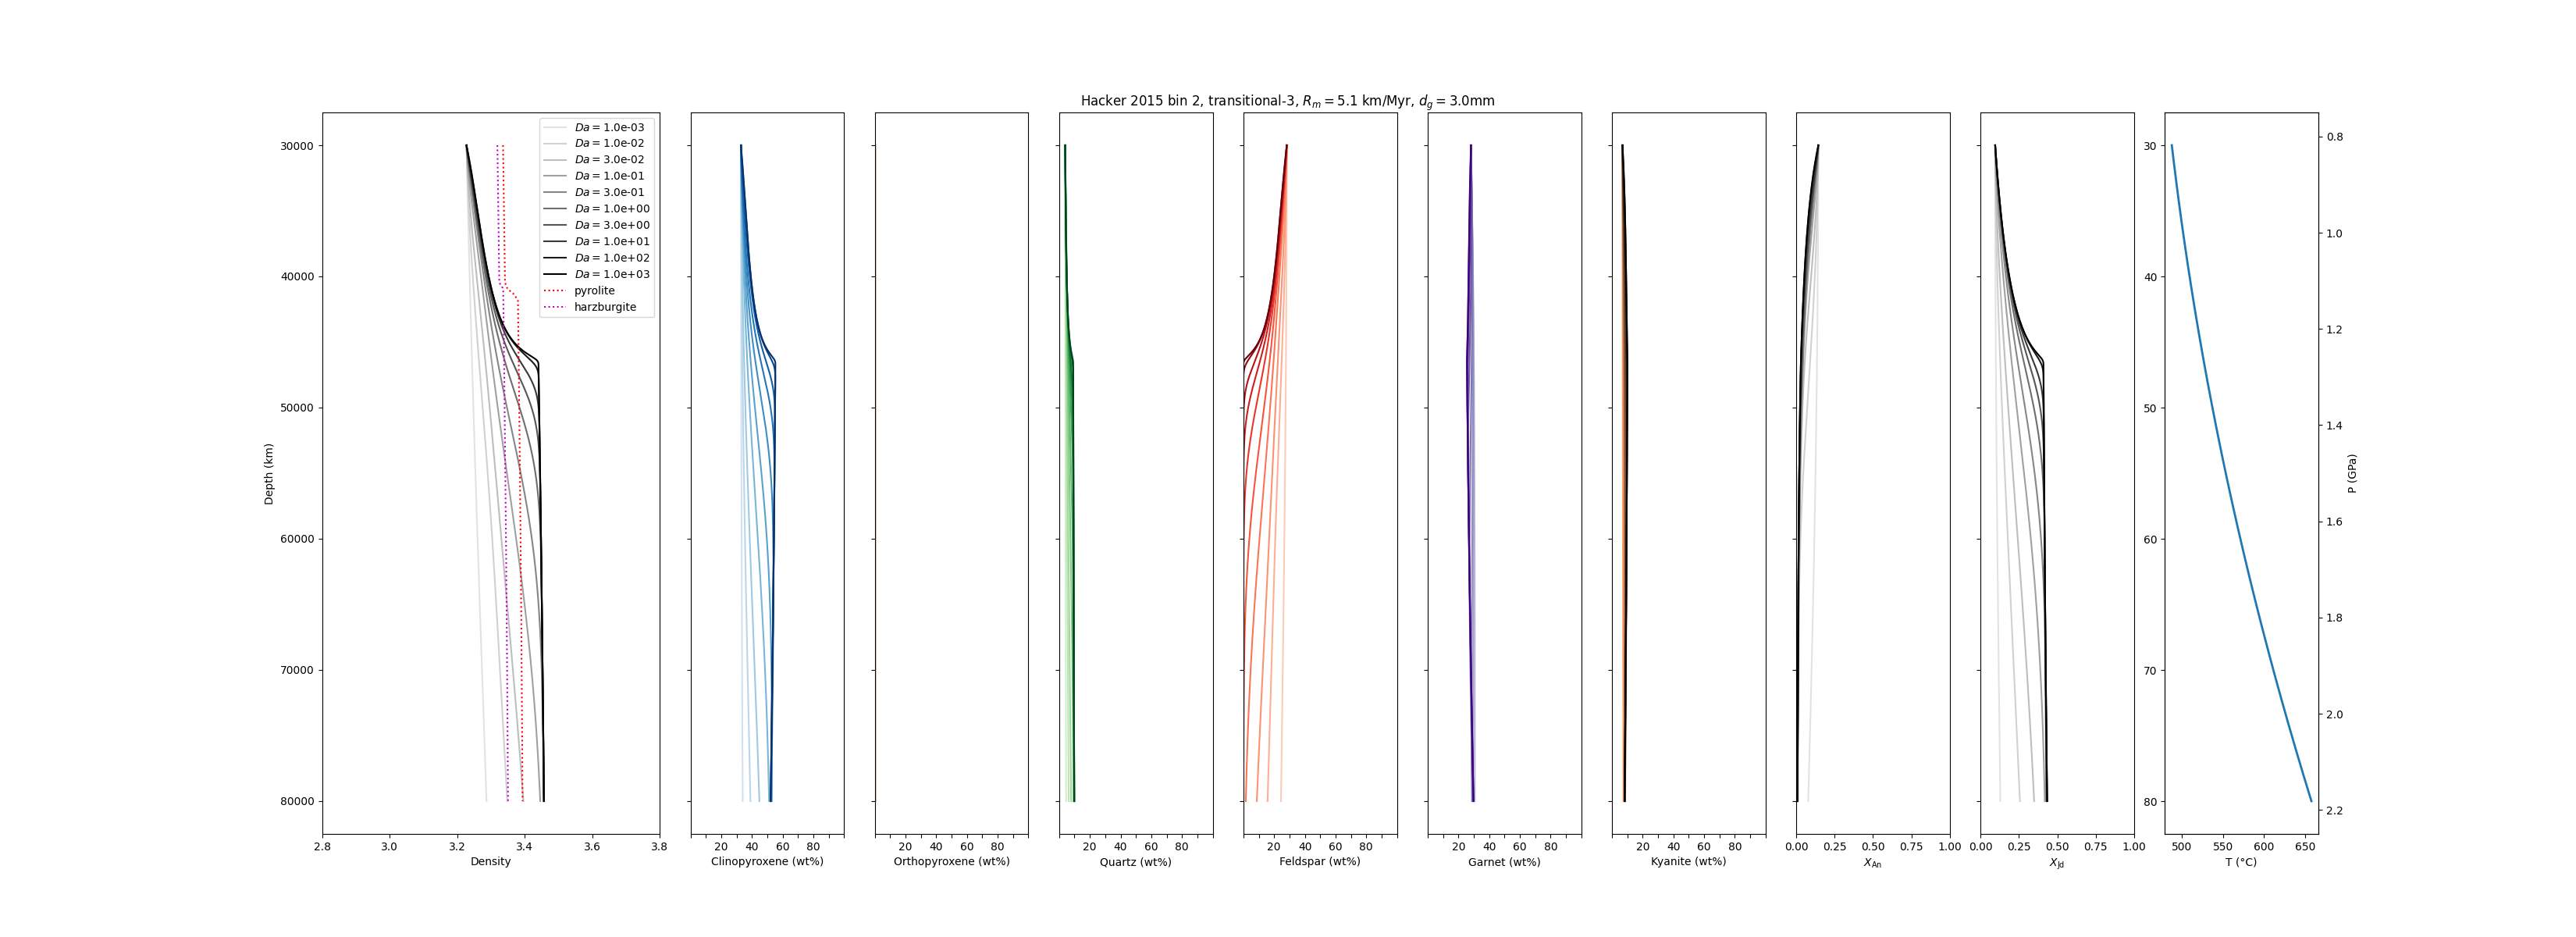 Hacker 2015 bin 2, transitional-3, Rm = 5.1 km/Myr, dg = 3.0mm
Da = 1.0e-03
Da = 1.0e-02
Da = 3.0e-02
Da = 1.0e-01
Da = 3.0e-01
Da = 1.0e+00
Da = 3.0e+00
Da = 1.0e+01
Da = 1.0e+02
Da = 1.0e+03
pyrolite
harzburgite
Depth (km)
30000
40000
50000
60000
70000
80000
2.8 3.0 3.2 3.4 3.6 3.8
Density
20 40 60 80
Clinopyroxene (wt%)
20 40 60 80
Orthopyroxene (wt%)
20 40 60 80
Quartz (wt%)
20 40 60 80
Feldspar (wt%)
20 40 60 80
Garnet (wt%)
20 40 60 80
Kyanite (wt%)
0.00 0.25 0.50 0.75 1.00
XAn
0.00 0.25 0.50 0.75 1.00
XJd
30
40
50
60
70
80
500 550 600 650
T (°C)
0.8
1.0
1.2
1.4
1.6
1.8
2.0
2.2
P (GPa)